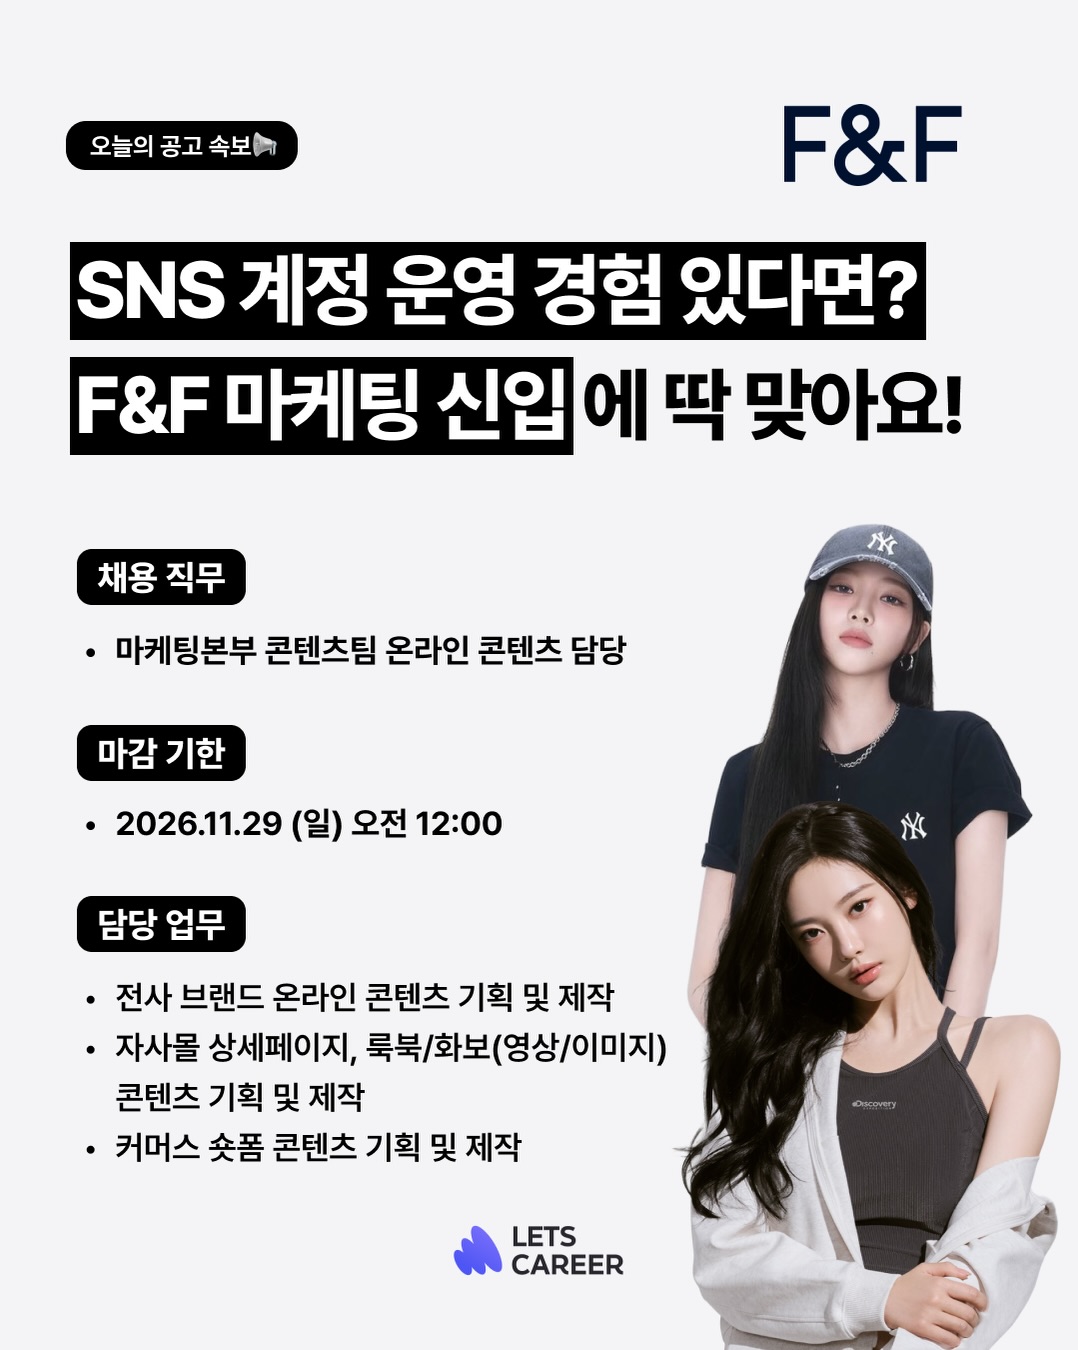 오늘의 공고 속보📢
F&F
SNS 계정 운영 경험 있다면?
F&F 마케팅 신입에 딱 맞아요!
채용 직무
• 마케팅본부 콘텐츠팀 온라인 콘텐츠 담당
마감 기한
• 2026.11.29 (일) 오전 12:00
담당 업무
• 전사 브랜드 온라인 콘텐츠 기획 및 제작
• 자사몰 상세페이지, 룩북/화보(영상/이미지)
콘텐츠 기획 및 제작
• 커머스 숏폼 콘텐츠 기획 및 제작
NY
NY
Discovery
LETS
CAREER